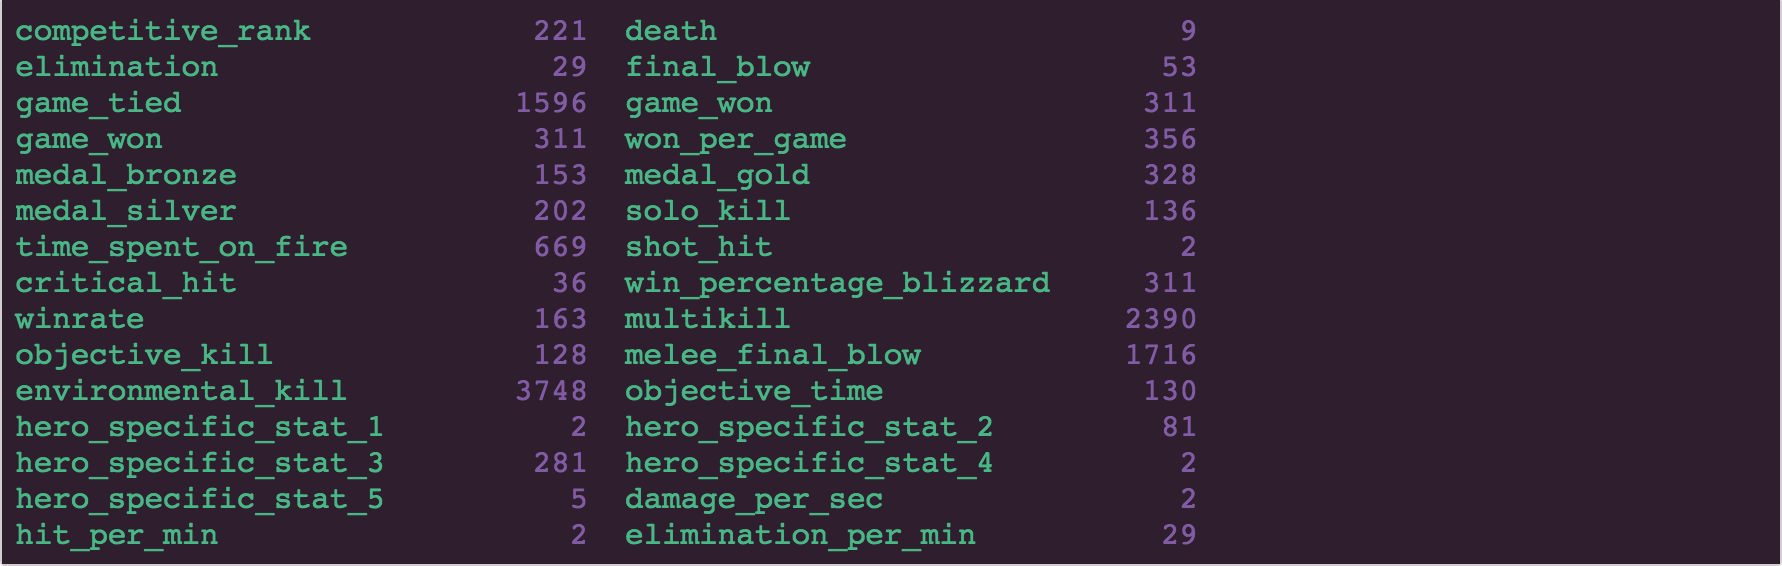 competitive_rank 221 death 9
elimination 29 final_blow 53
game_tied 1596 game_won 311
game_won 311 won_per_game 356
medal_bronze 153 medal_gold 328
medal_silver 202 solo_kill 136
time_spent_on_fire 669 shot_hit 2
critical_hit 36 win_percentage_blizzard 311
winrate 163 multikill 2390
objective_kill 128 melee_final_blow 1716
environmental_kill 3748 objective_time 130
hero_specific_stat_1 2 hero_specific_stat_2 81
hero_specific_stat_3 281 hero_specific_stat_4 2
hero_specific_stat_5 5 damage_per_sec 2
hit_per_min 2 elimination_per_min 29